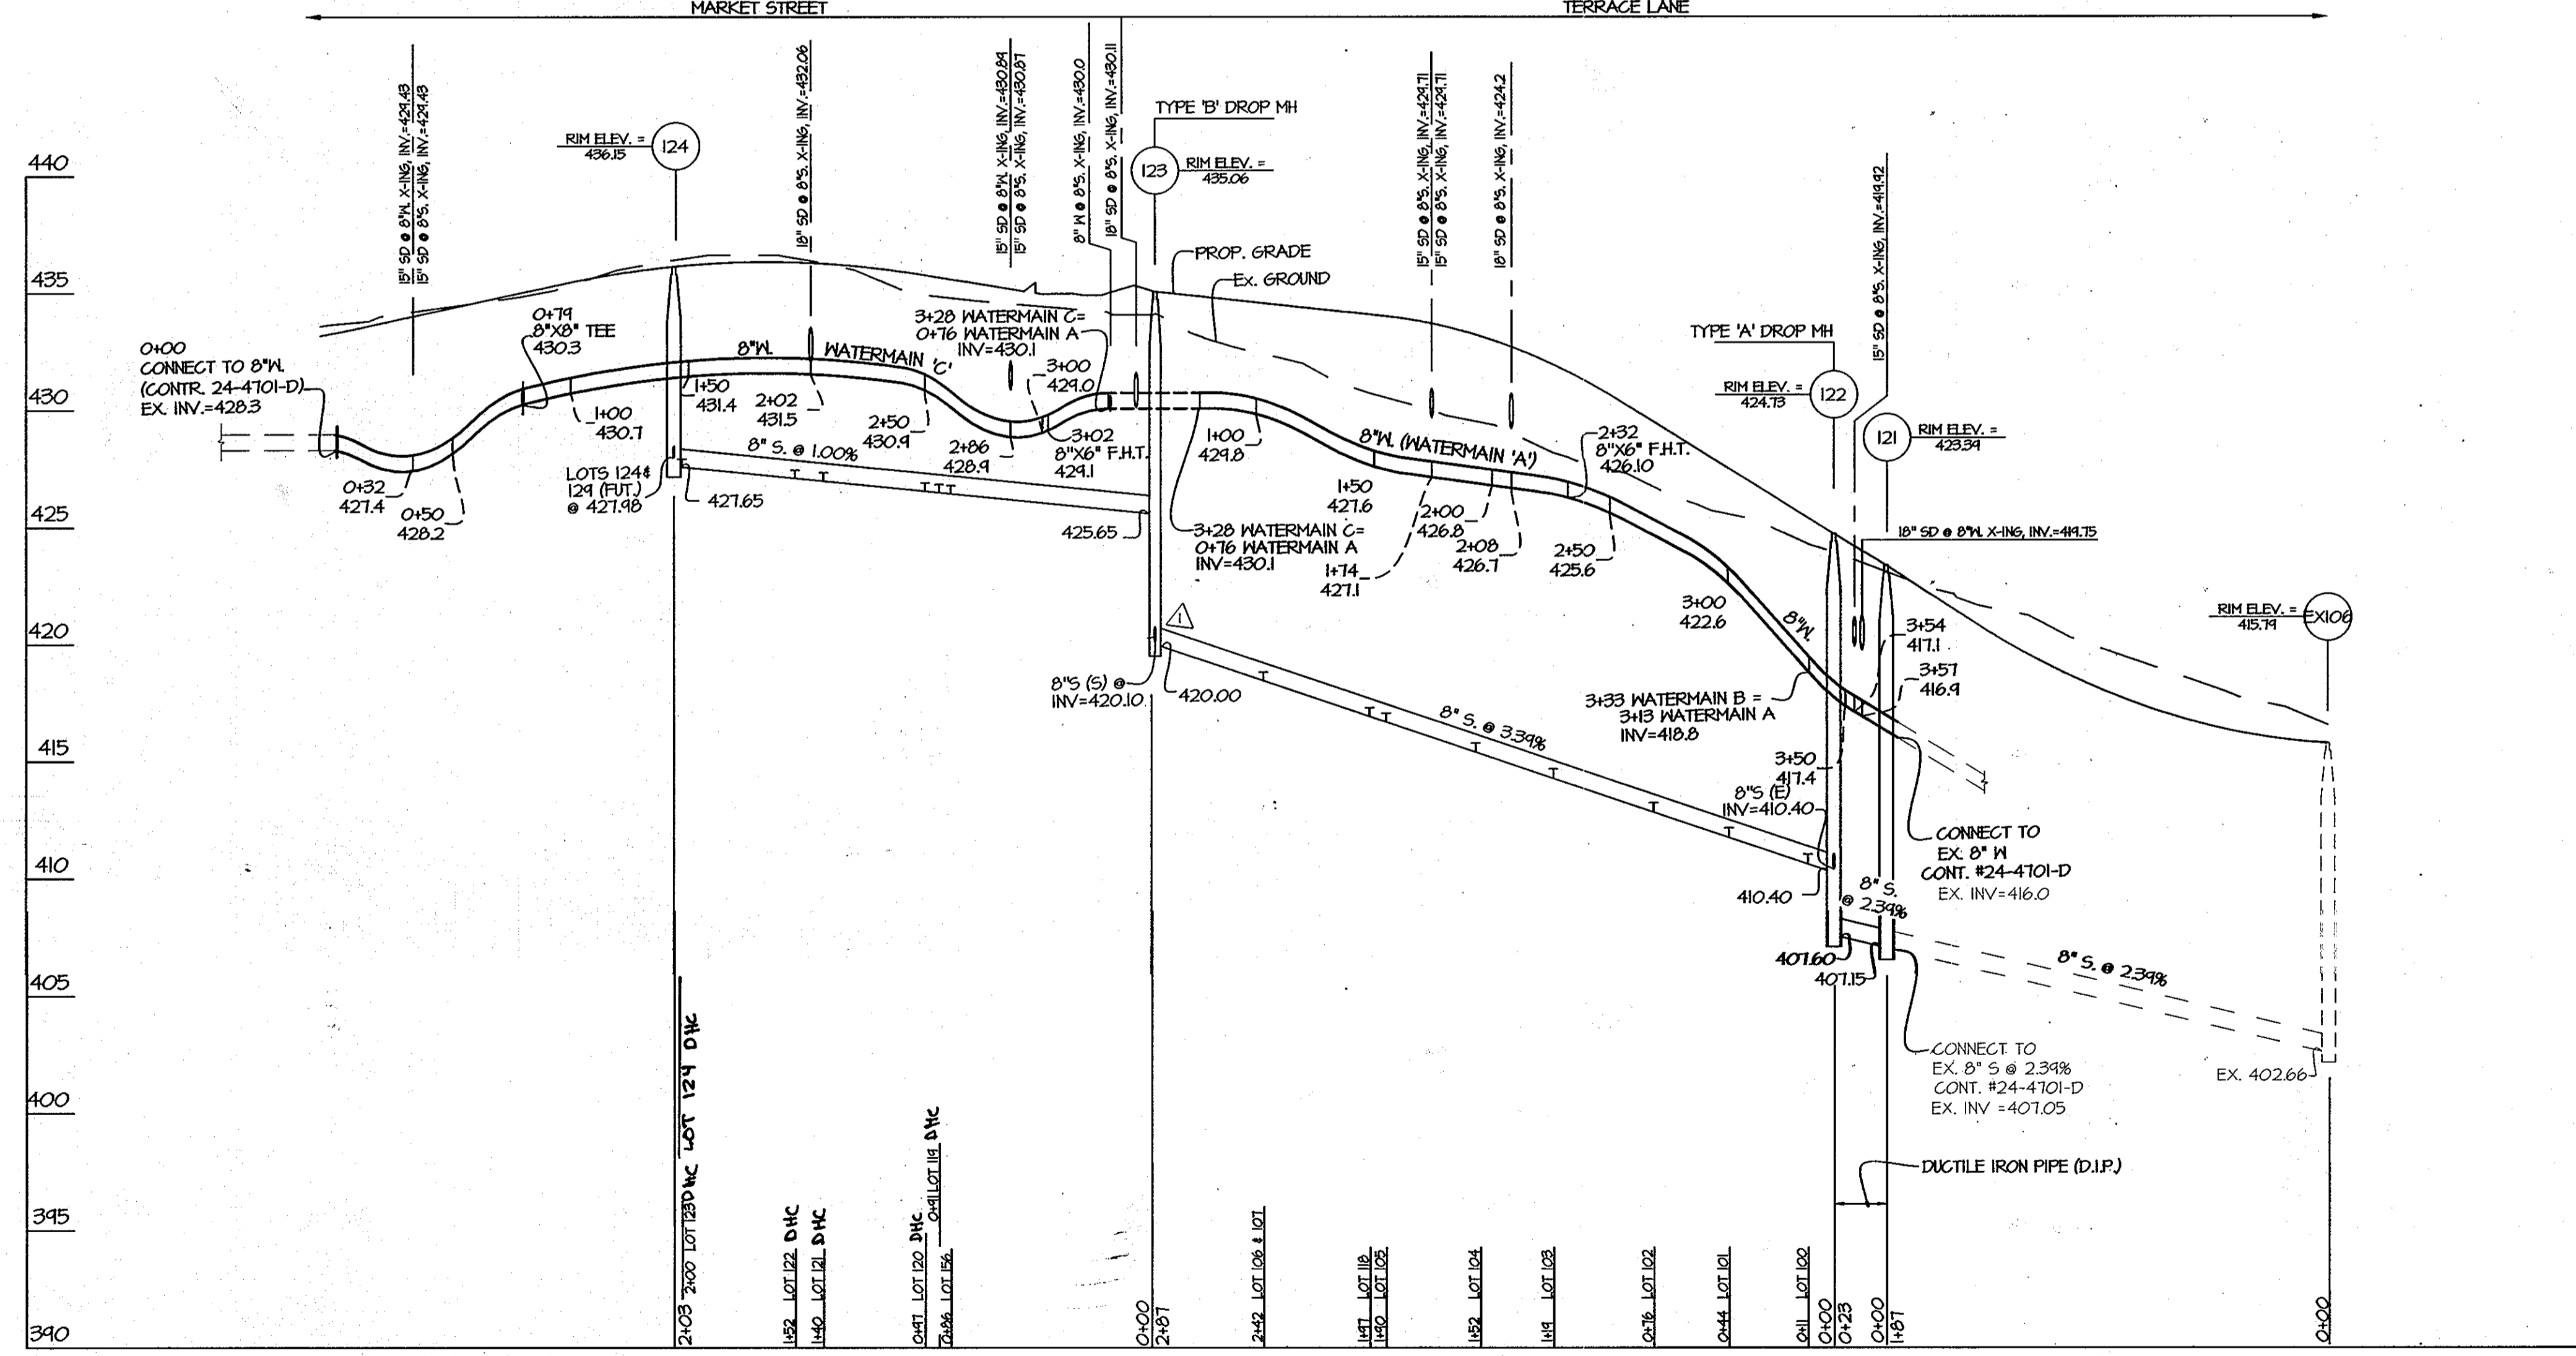 MARKET STREET
TERRACE LANE
15" SD @ 8"W. X-ING, INV.=429.43
15" SD @ 8"S. X-ING, INV.=429.43
18" SD @ 8"S. X-ING, INV.=432.06
15" SD @ 8"W. X-ING, INV.=430.89
15" SD @ 8"S. X-ING, INV.=430.87
8" W @ 8"S. X-ING, INV.=430.0
18" SD @ 8"S. X-ING, INV.=430.11
TYPE 'B' DROP MH
15" SD @ 8"S. X-ING, INV.=429.71
15" SD @ 8"S. X-ING, INV.=429.71
18" SD @ 8"S. X-ING, INV.=424.2
15" SD @ 8"S. X-ING, INV.=419.92
RIM ELEV. =
436.15
124
123
RIM ELEV. =
435.06
PROP. GRADE
EX. GROUND
TYPE 'A' DROP MH
RIM ELEV. =
424.73
122
121
RIM ELEV. =
423.39
RIM ELEV. =
415.79
EX106
440
435
430
425
420
415
410
405
400
395
390
0+00
CONNECT TO 8"W.
(CONTR. 24-4701-D)
EX. INV.=428.3
0+32
427.4
0+50
428.2
0+79
8"X8" TEE
430.3
1+00
430.7
8"W.
WATERMAIN 'C'
1+50
431.4
2+02
431.5
2+50
430.9
2+86
428.9
3+00
429.0
3+02
8"X6" F.H.T.
429.1
3+28 WATERMAIN C=
0+76 WATERMAIN A
INV=430.1
LOTS 124&
129 (FUT.)
@ 427.98
427.65
8" S. @ 1.00%
425.65
3+28 WATERMAIN C=
0+76 WATERMAIN A
INV=430.1
1+00
429.8
8"W. (WATERMAIN 'A')
1+50
427.6
1+74
427.1
2+00
426.8
2+08
426.7
2+32
8"X6" F.H.T.
426.10
2+50
425.6
3+00
422.6
8"W.
18" SD @ 8"W. X-ING, INV.=419.75
3+54
417.1
3+57
416.9
3+33 WATERMAIN B =
3+13 WATERMAIN A
INV=418.8
3+50
417.4
1
8"S (S) @
INV=420.10
420.00
8" S. @ 3.39%
8"S (E)
INV=410.40
410.40
8" S.
@ 2.39%
CONNECT TO
EX. 8" W
CONT. #24-4701-D
EX. INV=416.0
407.60
407.15
8" S. @ 2.39%
CONNECT TO
EX. 8" S @ 2.39%
CONT. #24-4701-D
EX. INV =407.05
EX. 402.66
DUCTILE IRON PIPE (D.I.P.)
2+03
2+00 LOT 123 DHC LOT 124 DHC
1+52 LOT 122 DHC
1+40 LOT 121 DHC
0+97 LOT 120 DHC
0+91 LOT 119 DHC
0+86 LOT 156
0+00
2+87
2+42 LOT 106 & 107
1+97 LOT 118
1+90 LOT 105
1+52 LOT 104
1+19 LOT 103
0+76 LOT 102
0+44 LOT 101
0+11 LOT 100
0+00
0+23
0+00
1+87
0+00